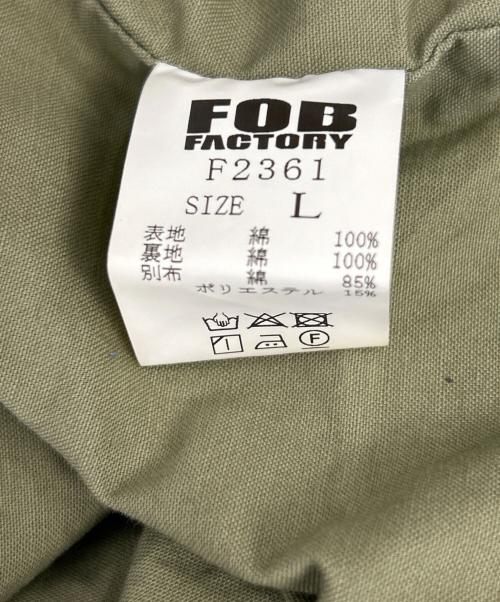 FOB
FACTORY
F2361
SIZE L
表地 綿 100%
裏地 綿 100%
別布 綿 85%
ポリエステル 15%